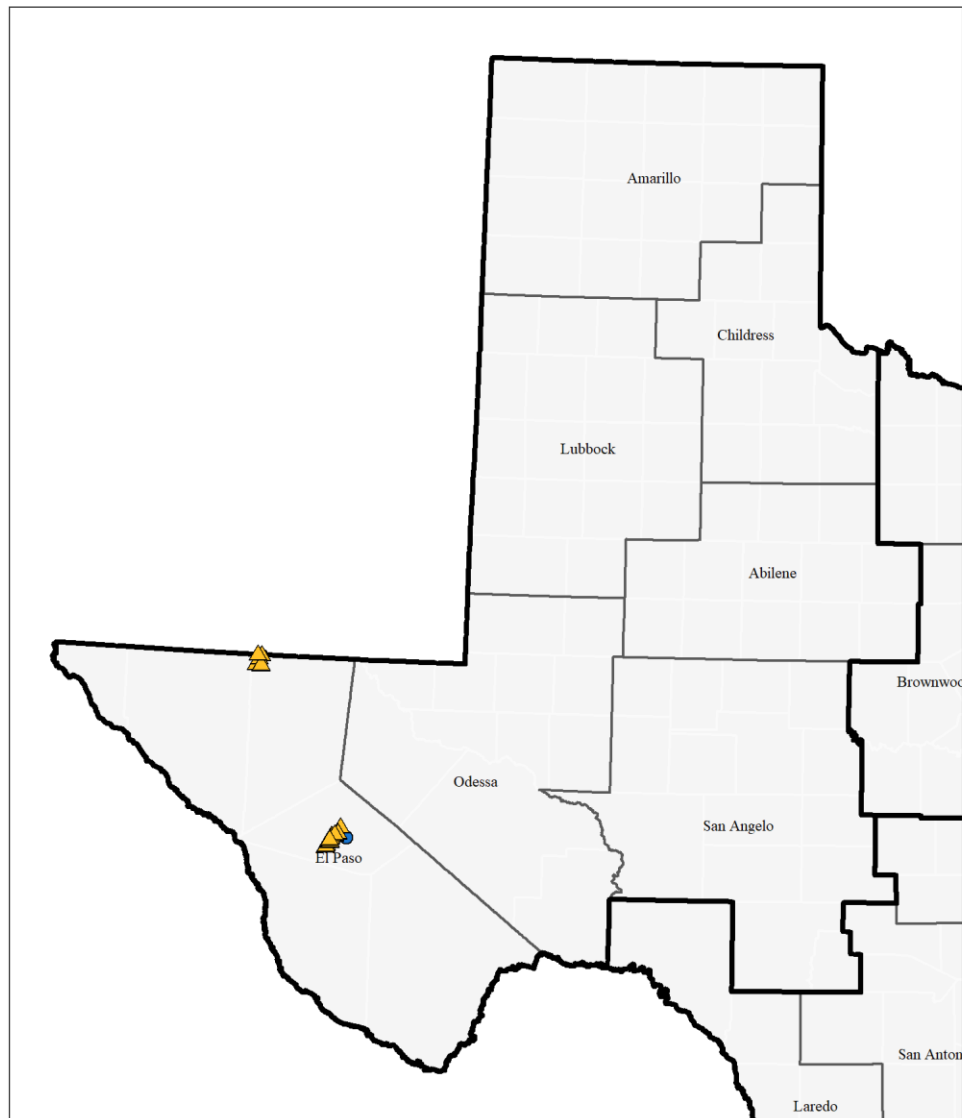 Amarillo
Childress
Lubbock
Abilene
Brownwoo
Odessa
San Angelo
El Paso
San Anton
Laredo